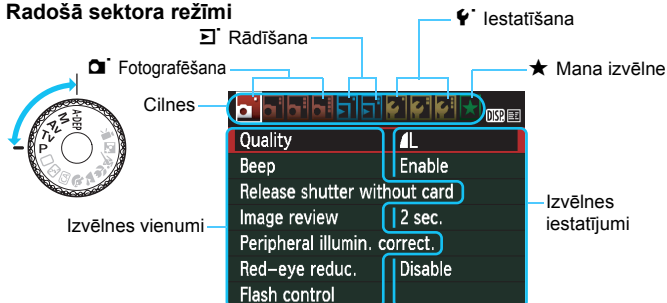 Radošā sektora režīmi
Iestatīšana
Rādīšana
Fotografēšana
Mana izvēlne
Cilnes
A-DEP
M
Av
Tv
P
DISP.
Quality L
Beep Enable
Release shutter without card
Izvēlnes vienumi
Image review 2 sec.
Izvēlnes
iestatījumi
Peripheral illumin. correct.
Red-eye reduc. Disable
Flash control